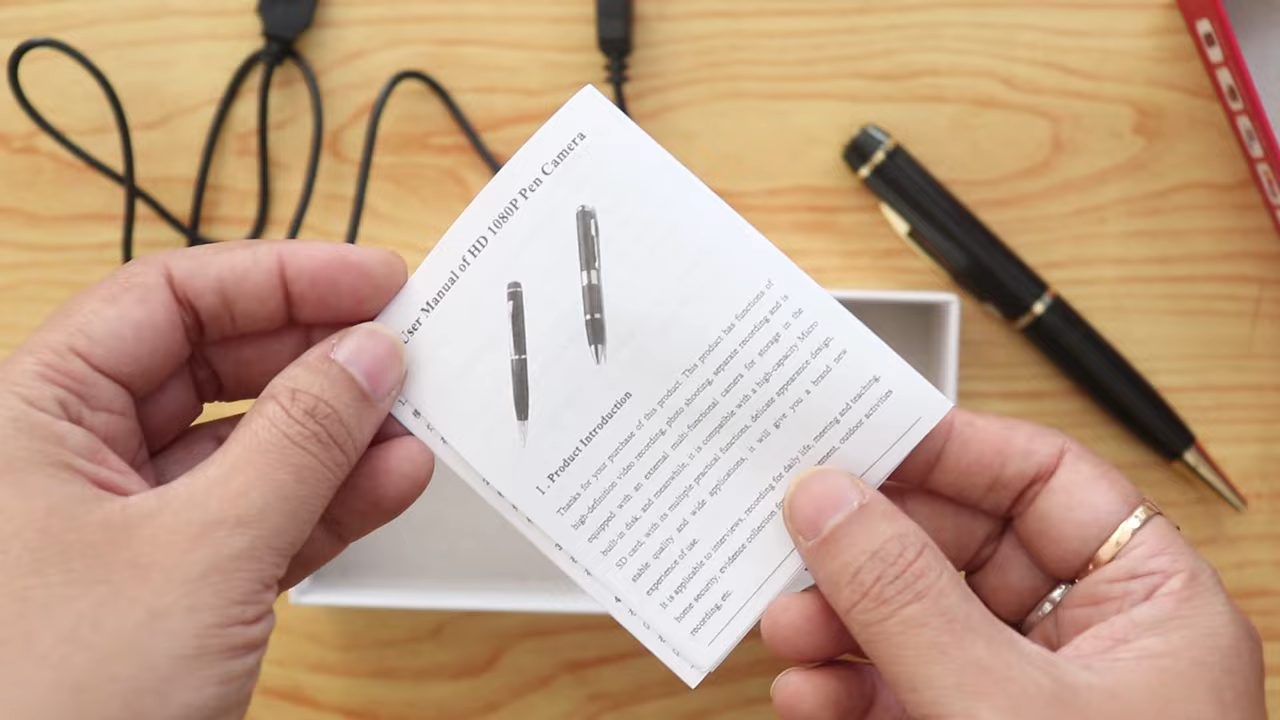 User Manual of HD 1080P Pen Camera
1. Product Introduction
Thanks for your purchase of this product. This product has functions of
high-definition video recording, photo shooting, separate recording and is
equipped with an external multi functional camera for storage in the
built-in disk, and meanwhile, it is compatible with a high-capacity Micro
SD card, with its multiple practical functions, delicate appearance design,
stable quality and wide applications, it will give you a brand new
experience of use.
It is applicable to interviews, recording for daily life, meeting and teaching,
home security, evidence collection outdoor activities
recording, etc.
3
4